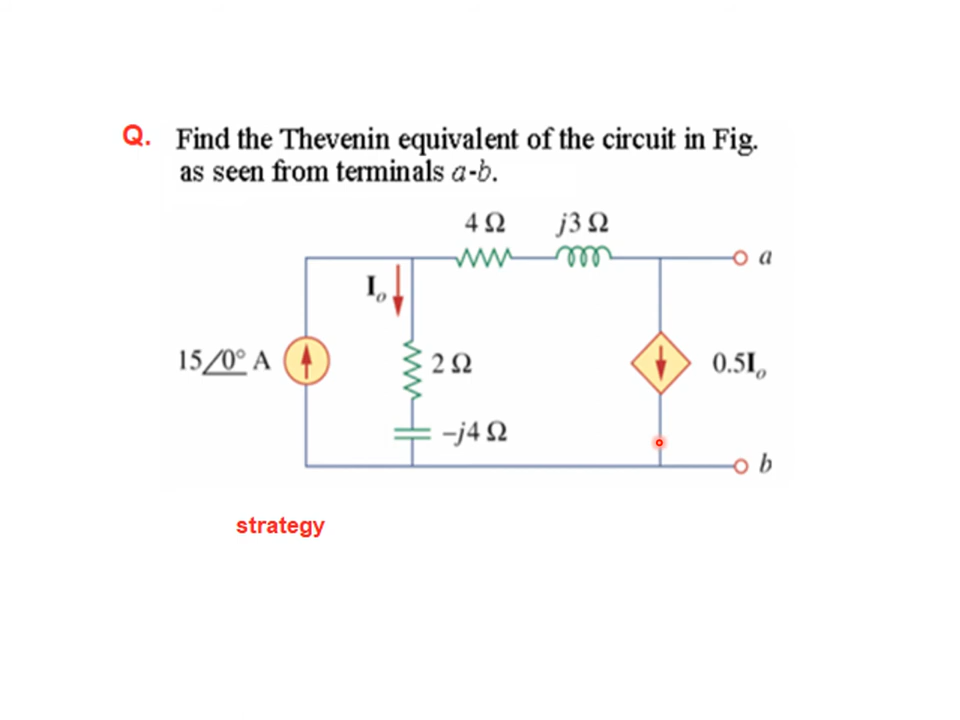 Q. Find the Thevenin equivalent of the circuit in Fig.
as seen from terminals a-b.
4 Ω j3 Ω
a
Io
15/0° A
2 Ω
0.5Io
-j4 Ω
b
strategy